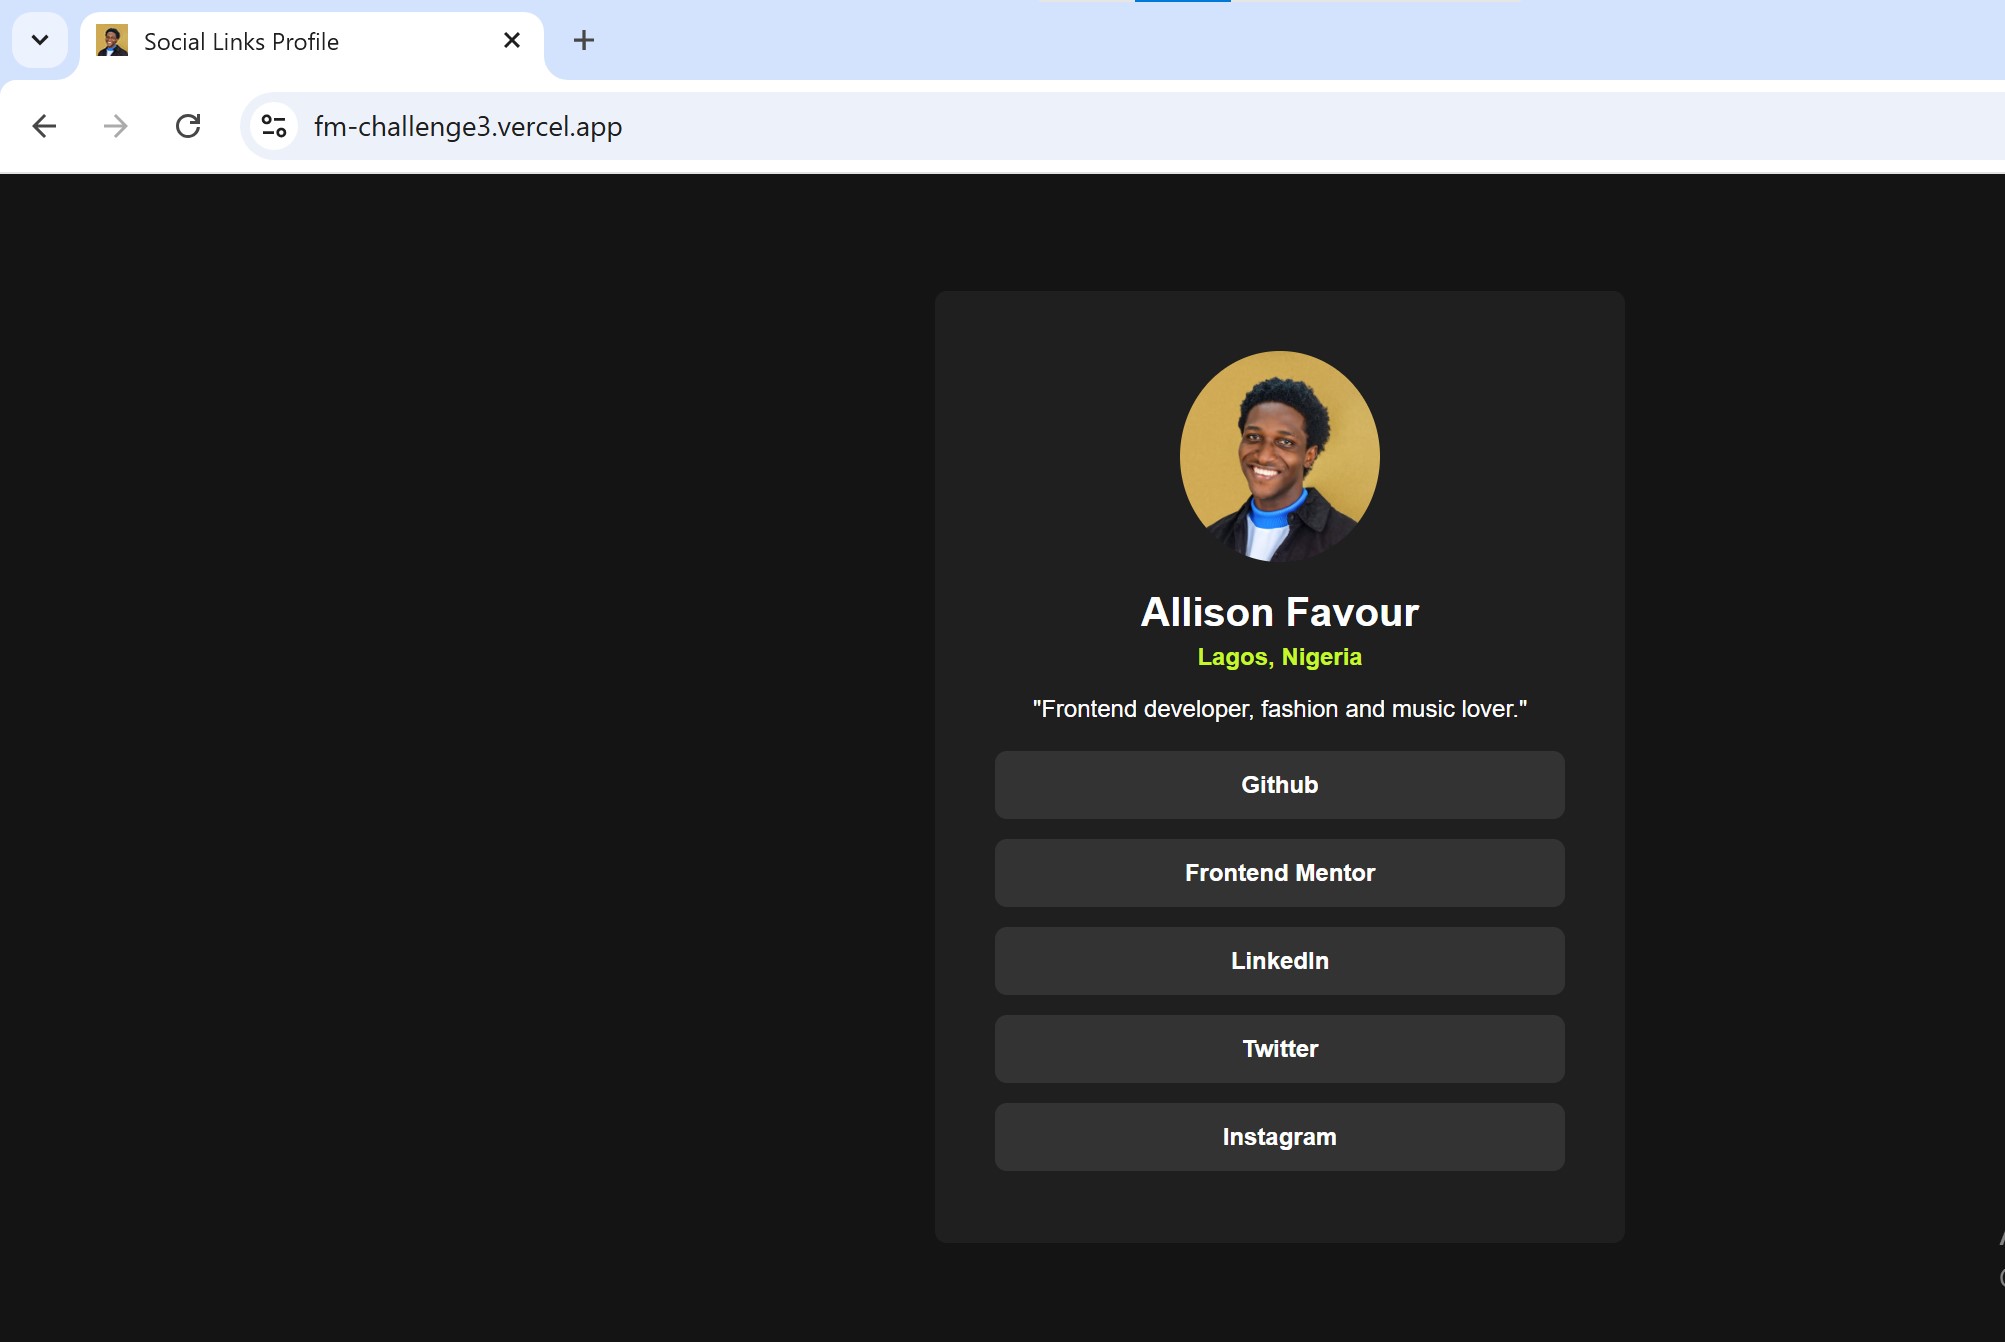 Social Links Profile
fm-challenge3.vercel.app
Allison Favour
Lagos, Nigeria
"Frontend developer, fashion and music lover."
Github
Frontend Mentor
LinkedIn
Twitter
Instagram